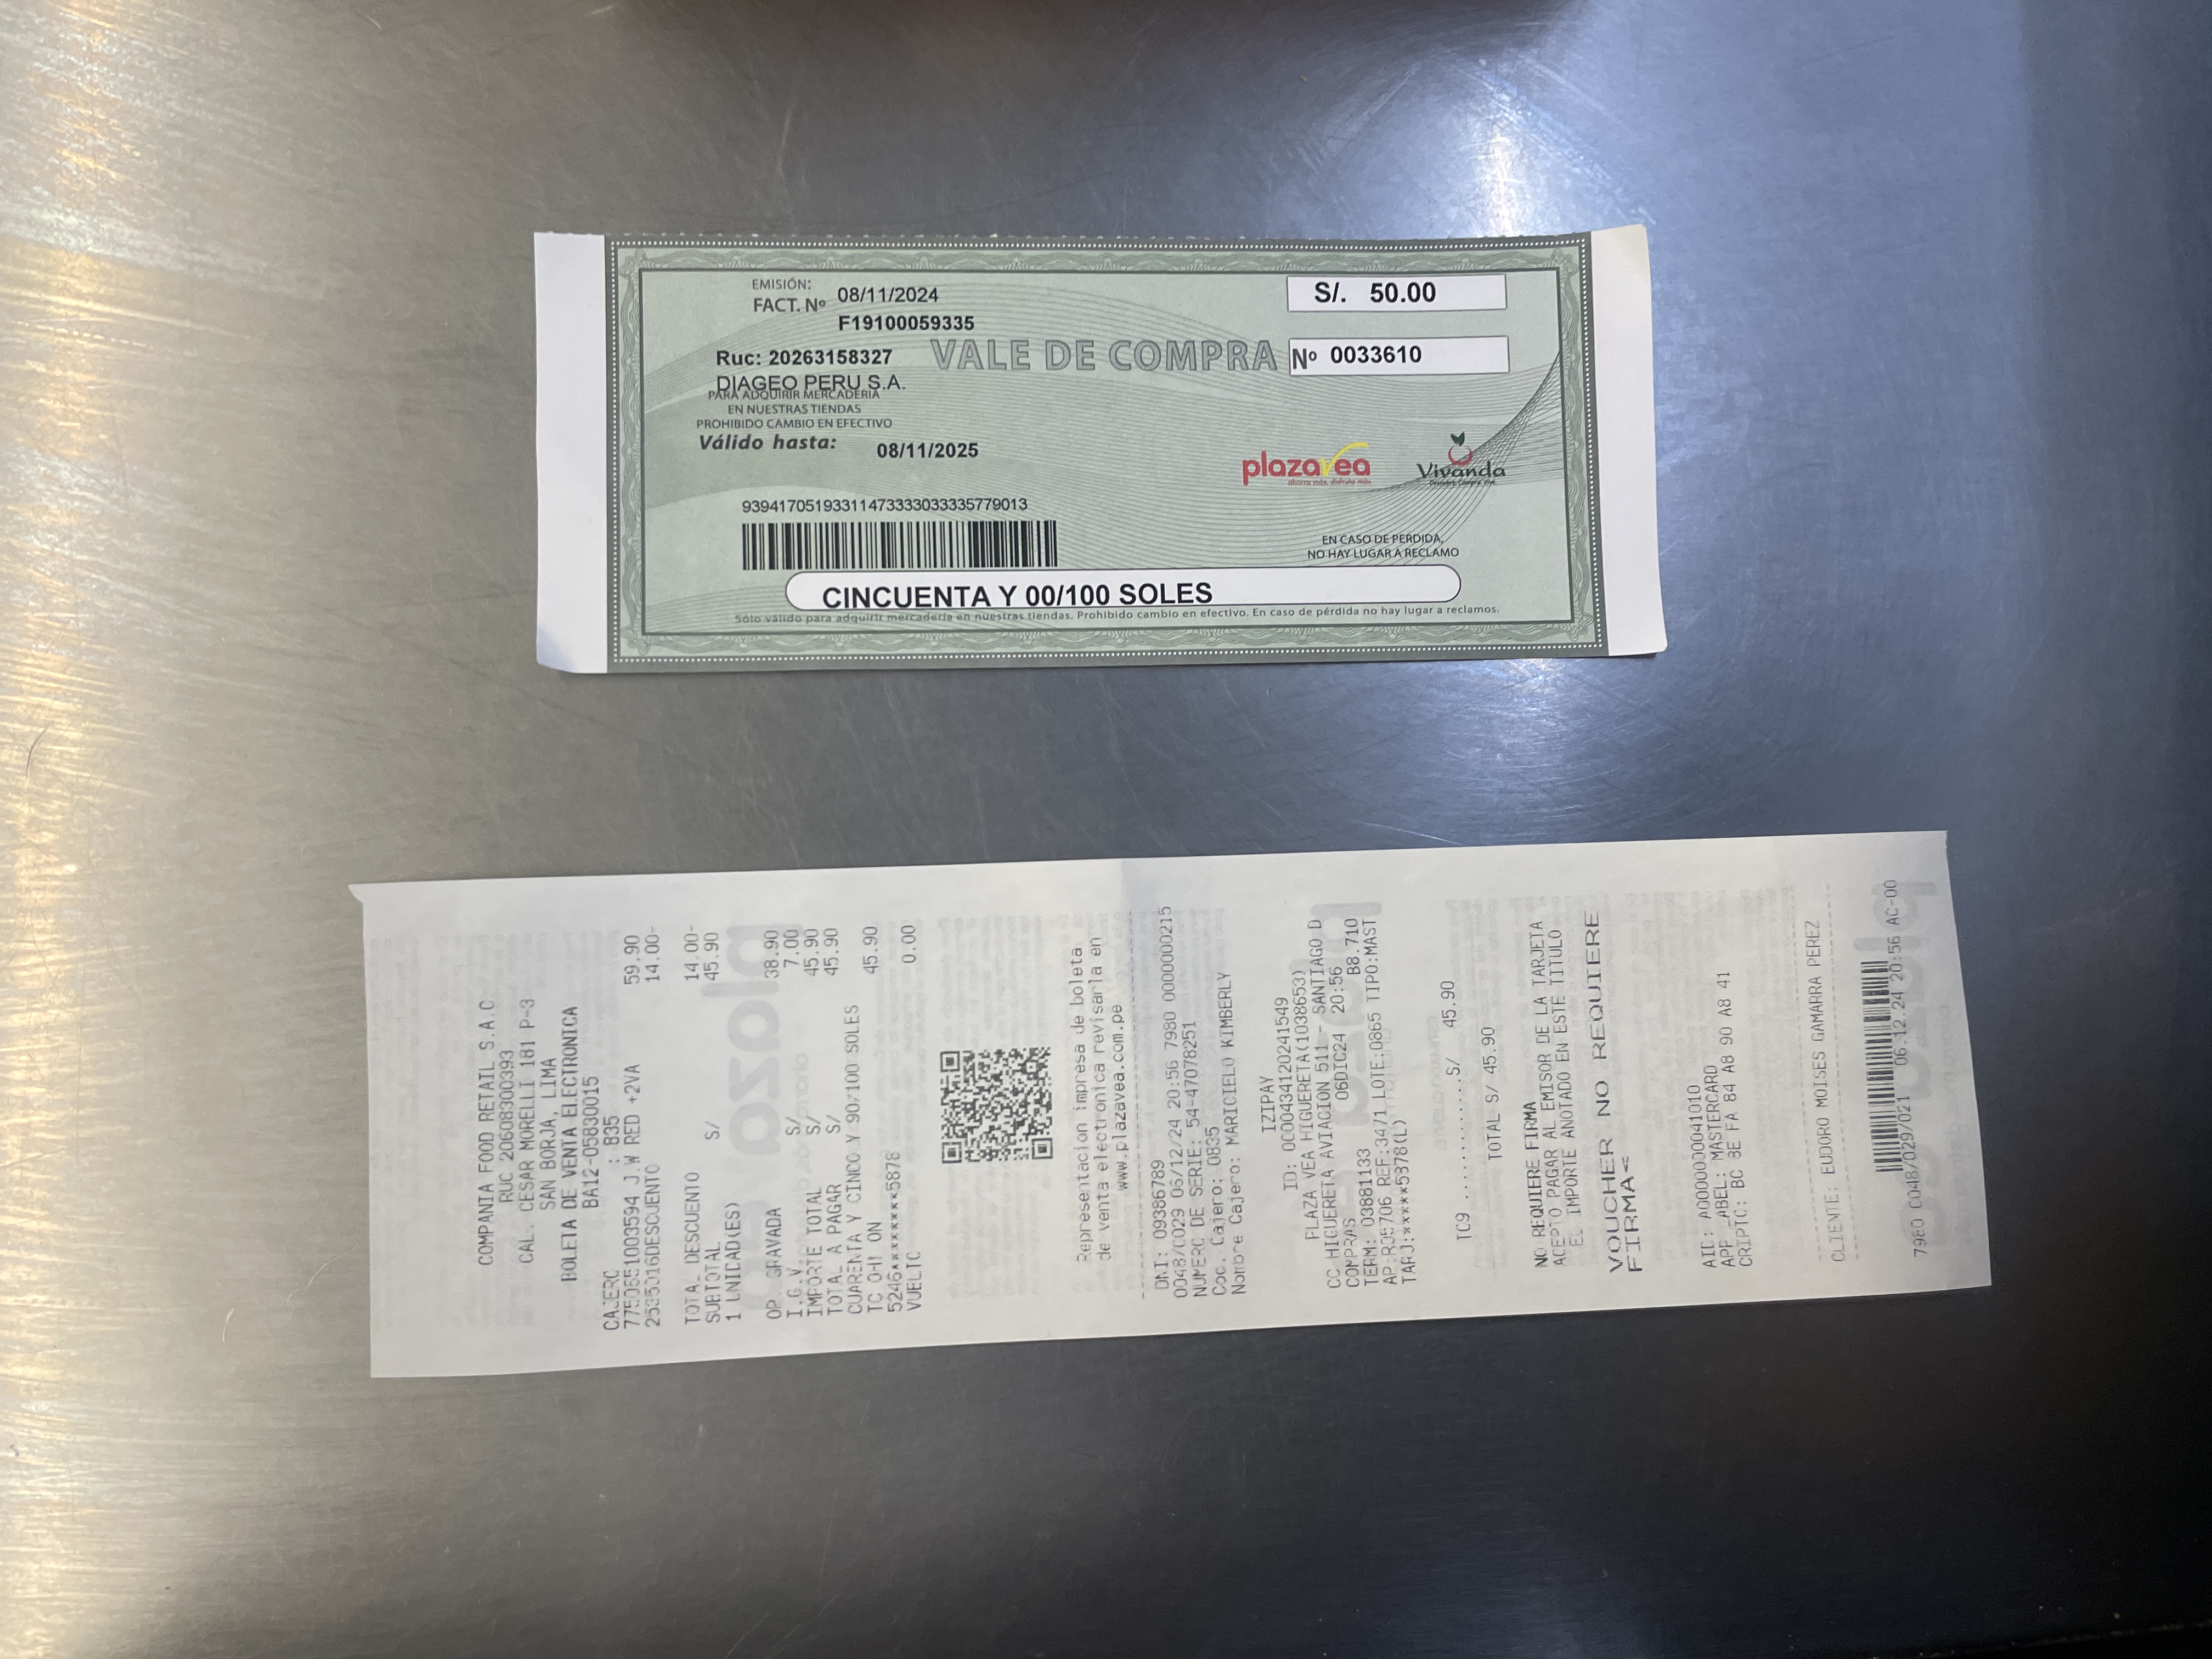 COMPANIA FOOD RETAIL S.A.C
RUC 20608300393
CAL. CESAR MORELLI 181 P-3
SAN BORJA, LIMA
BOLETA DE VENTA ELECTRONICA
BA12-05830015
CAJERO : 835
7750651003594 J.W RED +2VA 59.90
2535016DESCUENTO 14.00-
TOTAL DESCUENTO 14.00-
SUBTOTAL S/ 45.90
1 UNIDAD(ES)
OP. GRAVADA 38.90
I.G.V. S/ 7.00
IMPORTE TOTAL S/ 45.90
TOTAL A PAGAR S/ 45.90
CUARENTA Y CINCO Y 90/100 SOLES
TC OH! ON 45.90
5246********5878
VUELTO 0.00
Representacion impresa de boleta
de venta electronica revisarla en
www.plazavea.com.pe
DNI: 09386789
0048/0029 06/12/24 20:56 7980 0000000215
NUMERO DE SERIE: 54-47078251
Cod. Cajero: 0835
Nombre Cajero: MARICIELO KIMBERLY
IZIPAY
ID: 0000434120241549
PLAZA VEA HIGUERETA(1038653)
CC HIGUERETA AVIACION 511 - SANTIAGO D
COMPRAS 06DIC24 20:56
TERM: 03881133 B8.710
AP:R05706 REF:3471 LOTE:0865 TIPO:MAST
TARJ:*****5878(L)
TC9 .............S/ 45.90
TOTAL S/ 45.90
NO REQUIERE FIRMA
ACEPTO PAGAR AL EMISOR DE LA TARJETA
EL IMPORTE ANOTADO EN ESTE TITULO
VOUCHER NO REQUIERE
FIRMA<
AID: A0000000041010
APP LABEL: MASTERCARD
CRIPTO: BC 8E FA 84 A8 90 A8 41
CLIENTE: EUDORO MOISES GAMARRA PEREZ
7980 0048/029/021 06.12.24 20:56 AC-00
EMISIÓN: 08/11/2024
FACT. Nº F19100059335
S/. 50.00
Ruc: 20263158327
VALE DE COMPRA
Nº 0033610
DIAGEO PERU S.A.
PARA ADQUIRIR MERCADERÍA
EN NUESTRAS TIENDAS
PROHIBIDO CAMBIO EN EFECTIVO
Válido hasta: 08/11/2025
plazavea
Vivanda
939417051933114733330333357790​13
EN CASO DE PERDIDA,
NO HAY LUGAR A RECLAMO
CINCUENTA Y 00/100 SOLES
Sólo válido para adquirir mercadería en nuestras tiendas. Prohibido cambio en efectivo. En caso de pérdida no hay lugar a reclamos.